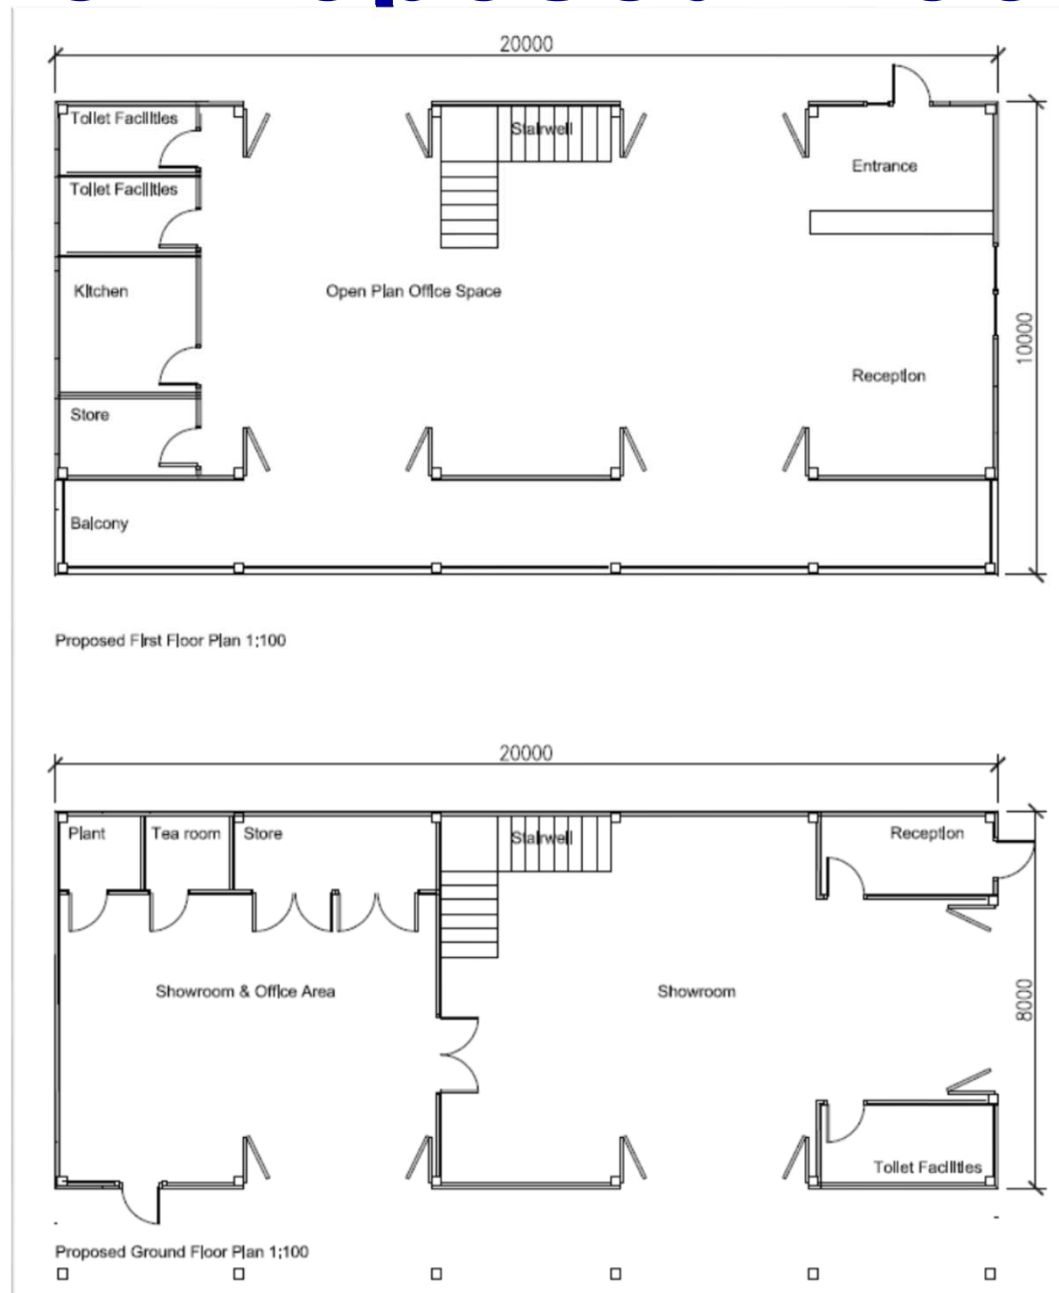 20000
Toilet Facilities
Stairwell
Entrance
Toilet Facilities
Kitchen
Open Plan Office Space
10000
Reception
Store
Balcony
Proposed First Floor Plan 1:100
20000
Plant
Tea room
Store
Stairwell
Reception
Showroom & Office Area
Showroom
8000
Toilet Facilities
Proposed Ground Floor Plan 1:100